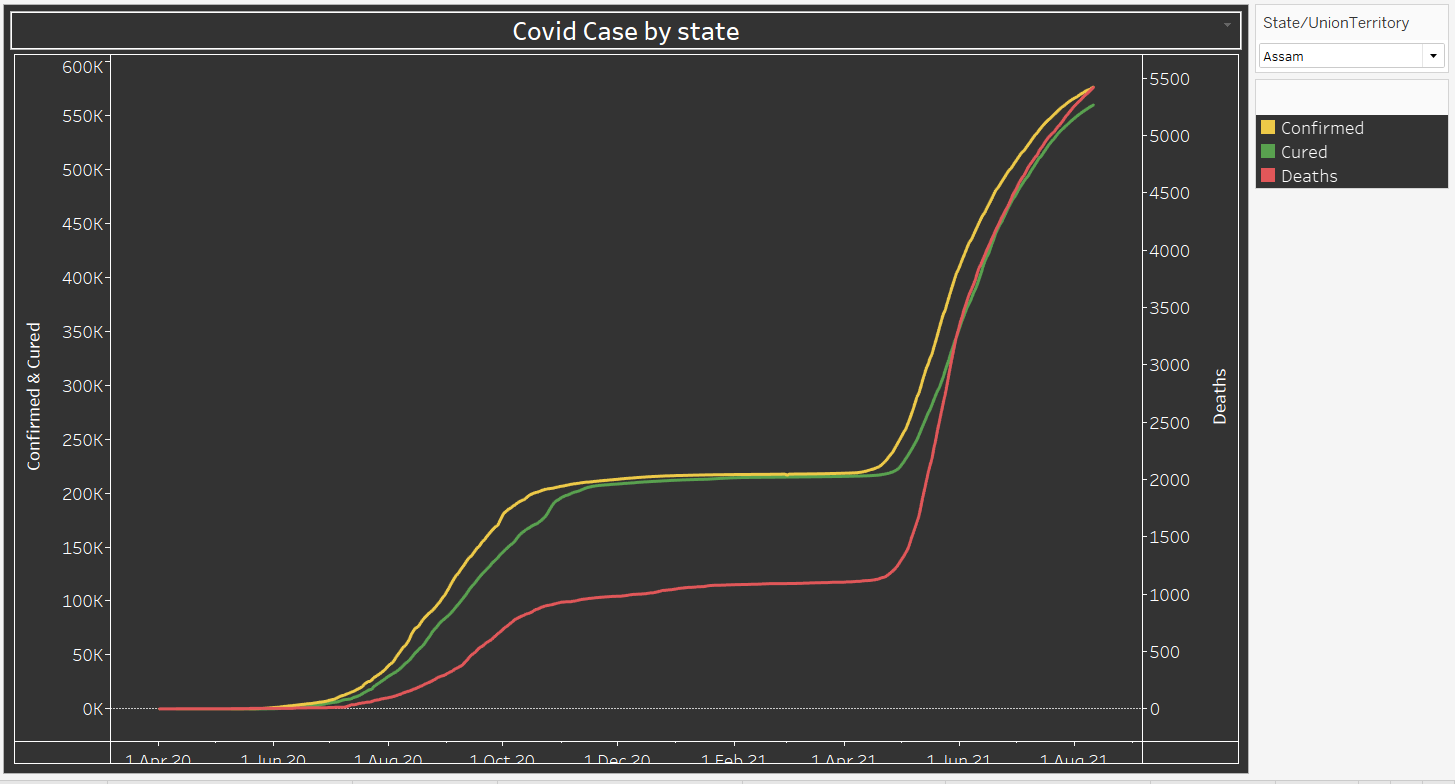 Covid Case by state
State/UnionTerritory
Assam
Confirmed
Cured
Deaths
Confirmed & Cured
600K
550K
500K
450K
400K
350K
300K
250K
200K
150K
100K
50K
0K
5500
5000
4500
4000
3500
3000
2500
2000
1500
1000
500
0
Deaths
1 Apr 20 1 Jun 20 1 Aug 20 1 Oct 20 1 Dec 20 1 Feb 21 1 Apr 21 1 Jun 21 1 Aug 21